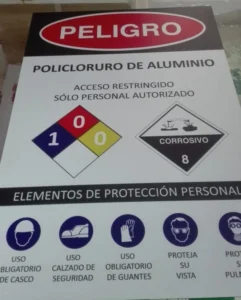 PELIGRO
POLICLORURO DE ALUMINIO
ACCESO RESTRINGIDO
SÓLO PERSONAL AUTORIZADO
0
1 0
CORROSIVO
8
ELEMENTOS DE PROTECCIÓN PERSONAL
USO
OBLIGATORIO
DE CASCO
USO
CALZADO DE
SEGURIDAD
USO
OBLIGATORIO
DE GUANTES
PROTEJA
SU
VISTA